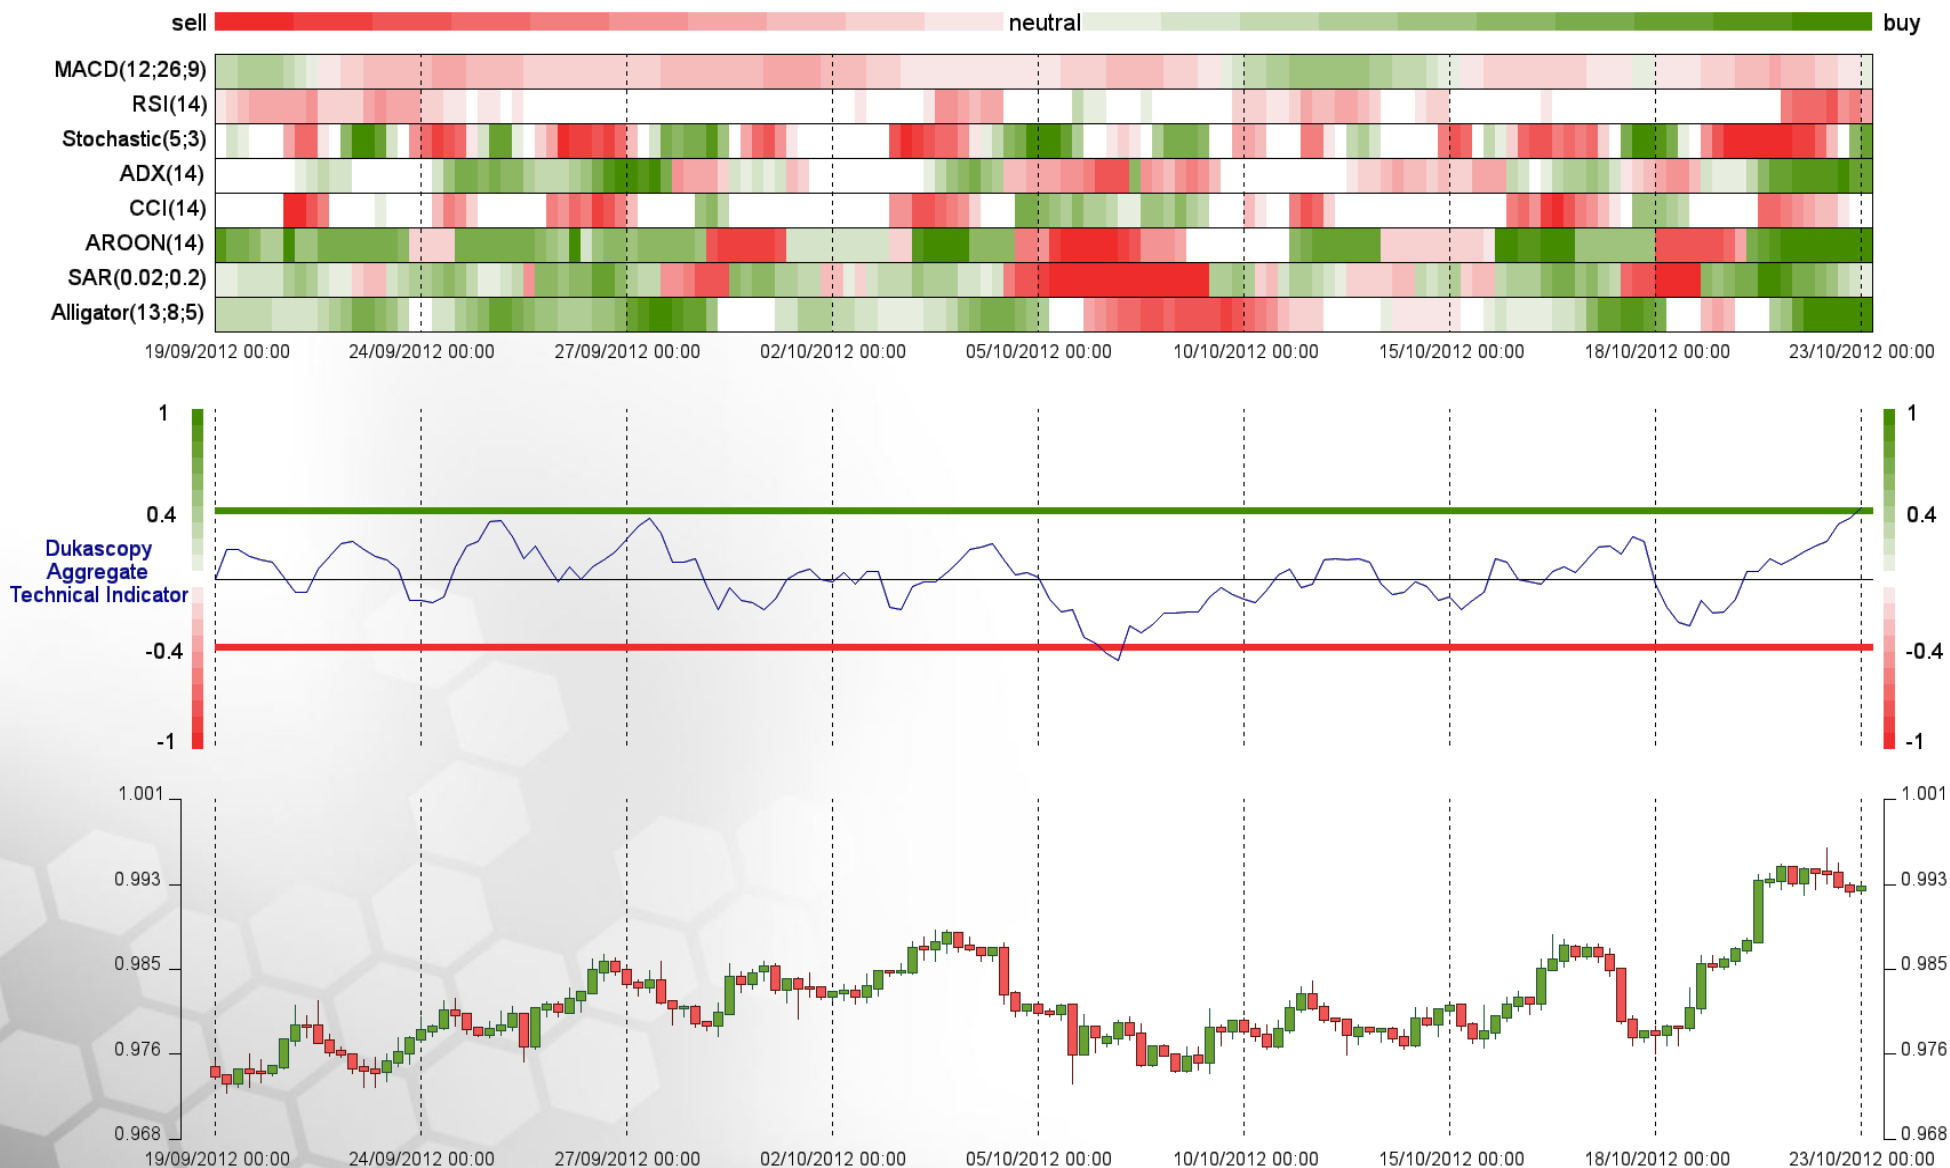 sell neutral buy
MACD(12;26;9)
RSI(14)
Stochastic(5;3)
ADX(14)
CCI(14)
AROON(14)
SAR(0.02;0.2)
Alligator(13;8;5)
19/09/2012 00:00 24/09/2012 00:00 27/09/2012 00:00 02/10/2012 00:00 05/10/2012 00:00 10/10/2012 00:00 15/10/2012 00:00 18/10/2012 00:00 23/10/2012 00:00
1 1
0.4 0.4
Dukascopy
Aggregate
Technical Indicator
-0.4 -0.4
-1 -1
1.001 1.001
0.993 0.993
0.985 0.985
0.976 0.976
0.968 0.968
19/09/2012 00:00 24/09/2012 00:00 27/09/2012 00:00 02/10/2012 00:00 05/10/2012 00:00 10/10/2012 00:00 15/10/2012 00:00 18/10/2012 00:00 23/10/2012 00:00